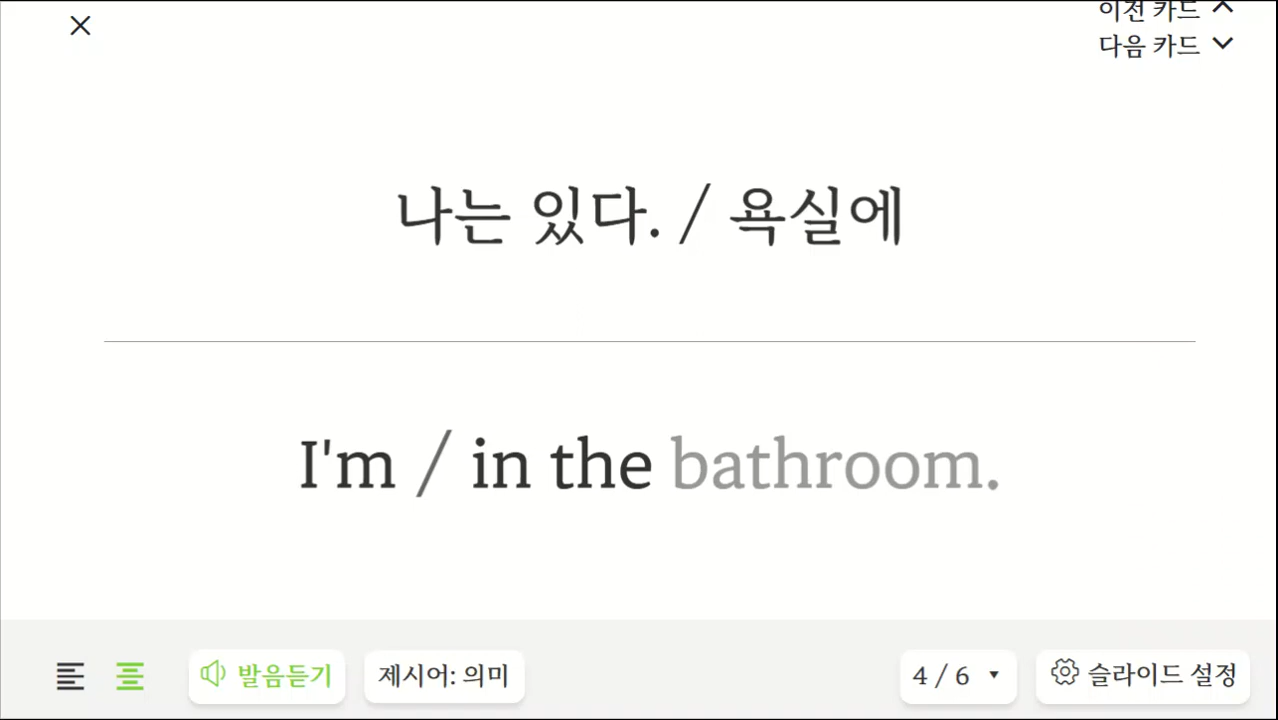 이전 카드
다음 카드
나는 있다. / 욕실에
I'm / in the bathroom.
발음듣기 제시어: 의미 4 / 6 슬라이드 설정